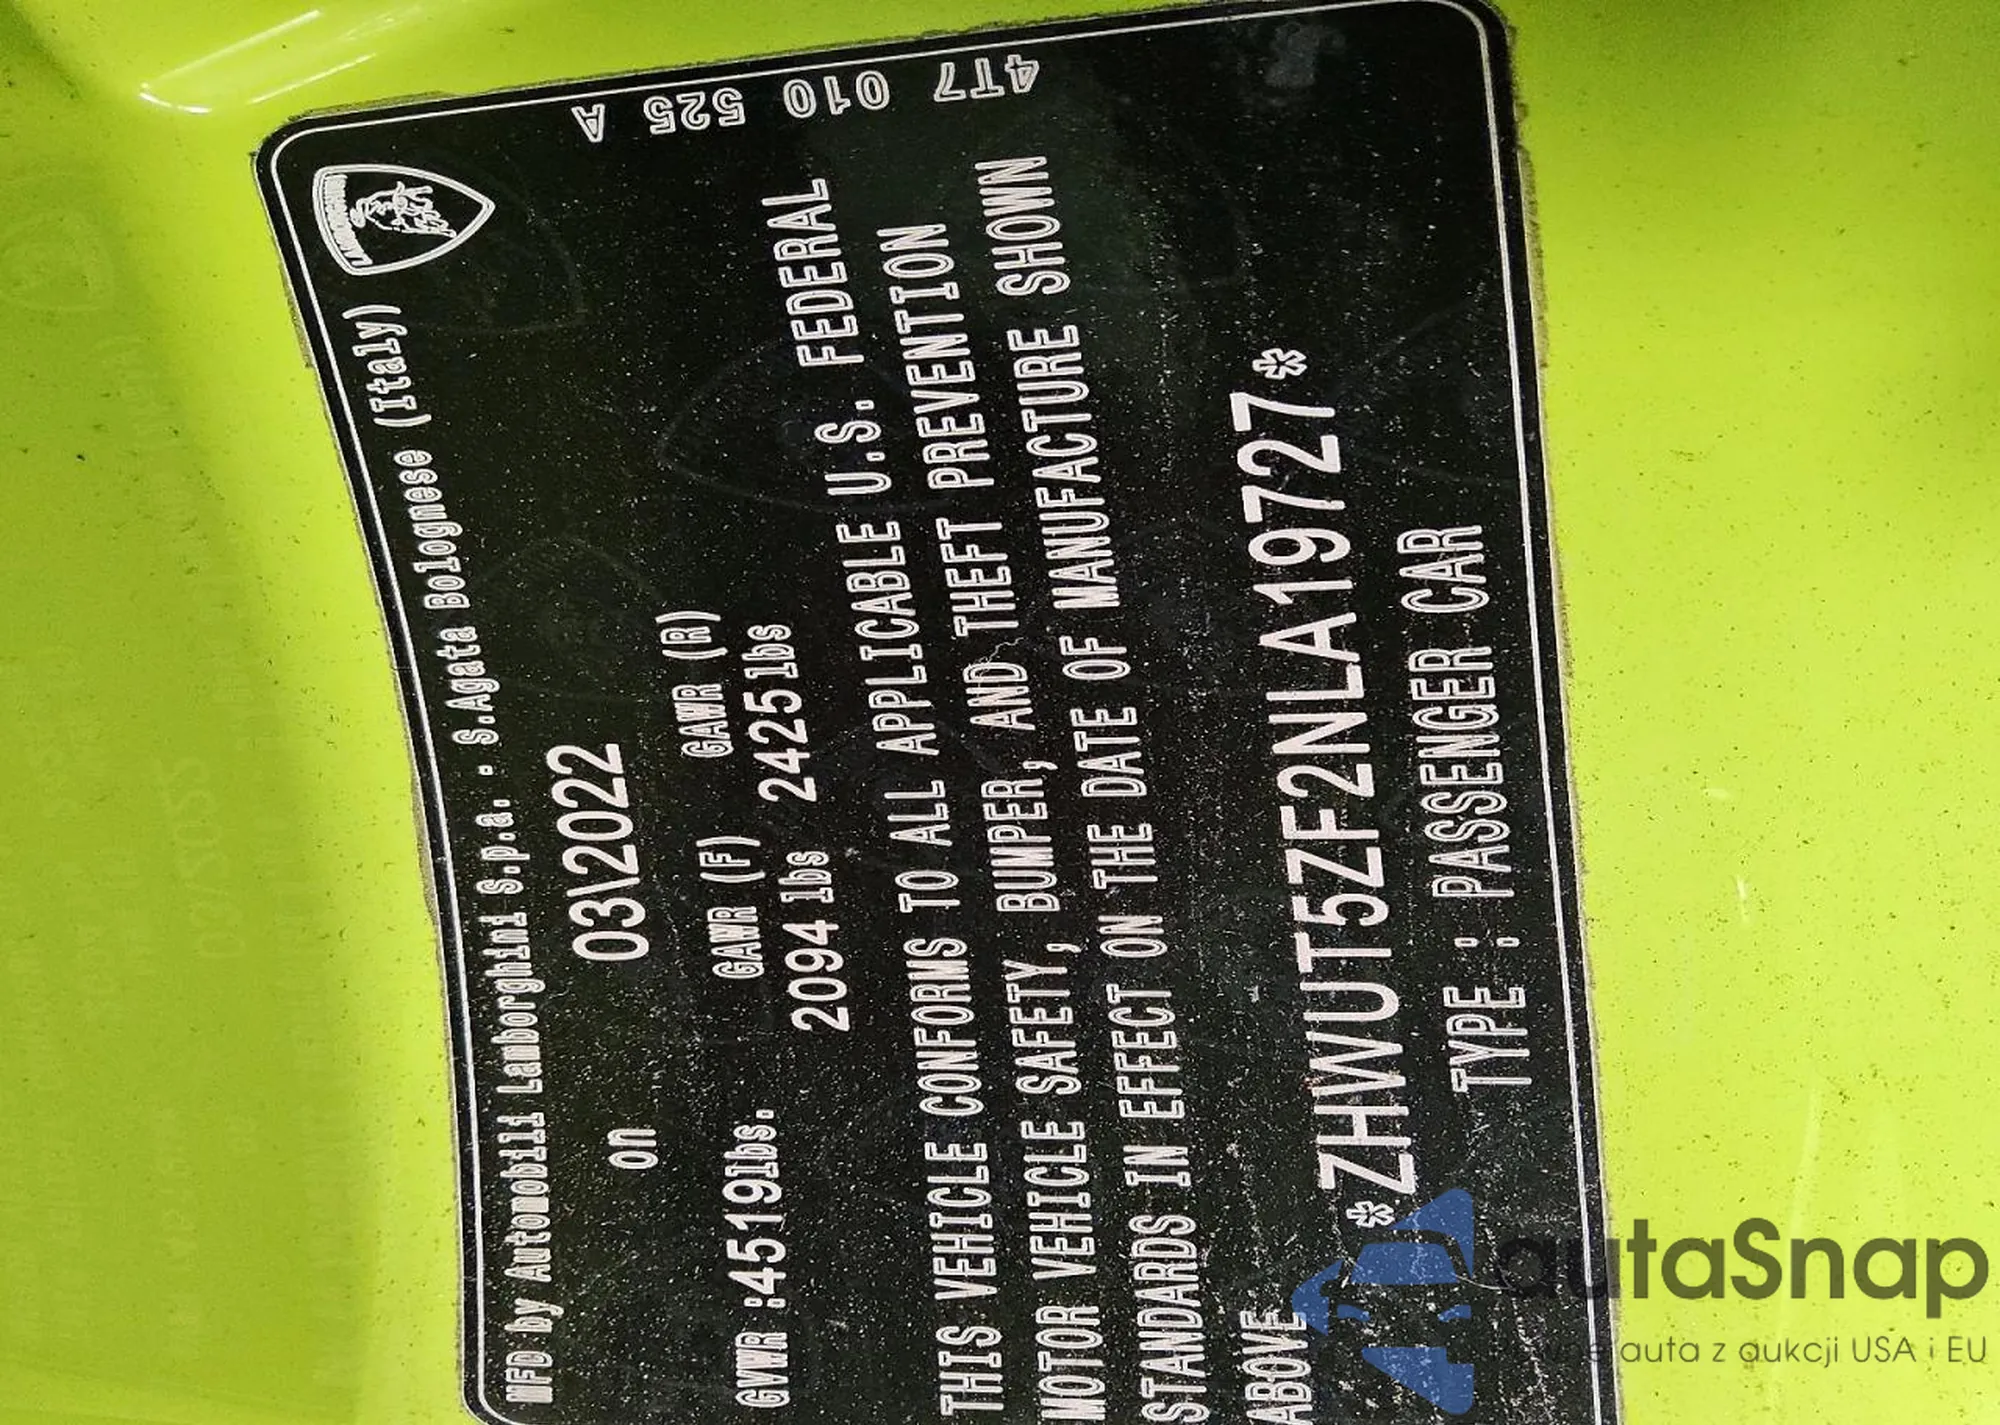 MFD by Automobili Lamborghini S.p.a. - S.Agata Bolognese (Italy)
LAMBORGHINI
on 03\2022
GAWR (F) GAWR (R)
GVWR :4519lbs. 2094 lbs 2425 lbs
THIS VEHICLE CONFORMS TO ALL APPLICABLE U.S. FEDERAL
MOTOR VEHICLE SAFETY, BUMPER, AND THEFT PREVENTION
STANDARDS IN EFFECT ON THE DATE OF MANUFACTURE SHOWN
ABOVE
*ZHWUT5ZF2NLA19727*
TYPE : PASSENGER CAR
4T7 010 525 A
autaSnap
auta z aukcji USA i EU